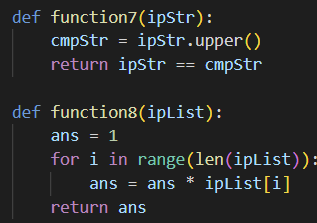 def function7(ipStr):
    cmpStr = ipStr.upper()
    return ipStr == cmpStr

def function8(ipList):
    ans = 1
    for i in range(len(ipList)):
        ans = ans * ipList[i]
    return ans